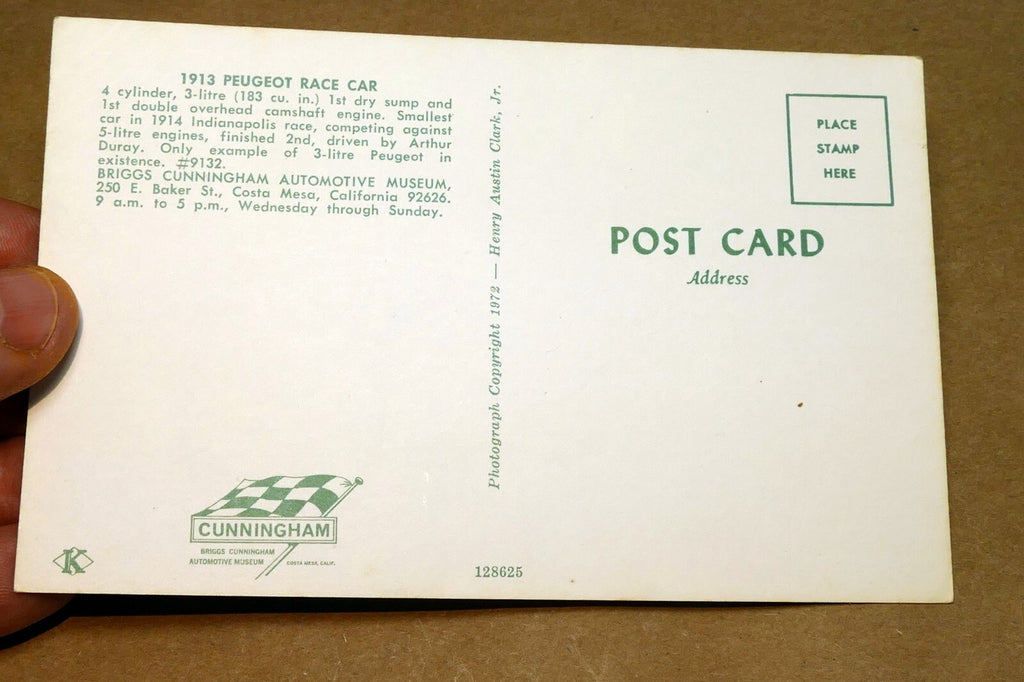 1913 PEUGEOT RACE CAR
4 cylinder, 3-litre (183 cu. in.) 1st dry sump and
1st double overhead camshaft engine. Smallest
car in 1914 Indianapolis race, competing against
5-litre engines, finished 2nd, driven by Arthur
Duray. Only example of 3-litre Peugeot in
existence. #9132.
BRIGGS CUNNINGHAM AUTOMOTIVE MUSEUM,
250 E. Baker St., Costa Mesa, California 92626.
9 a.m. to 5 p.m., Wednesday through Sunday.
K
CUNNINGHAM
BRIGGS CUNNINGHAM
AUTOMOTIVE MUSEUM
COSTA MESA, CALIF.
Photograph Copyright 1972 — Henry Austin Clark, Jr.
128625
PLACE
STAMP
HERE
POST CARD
Address